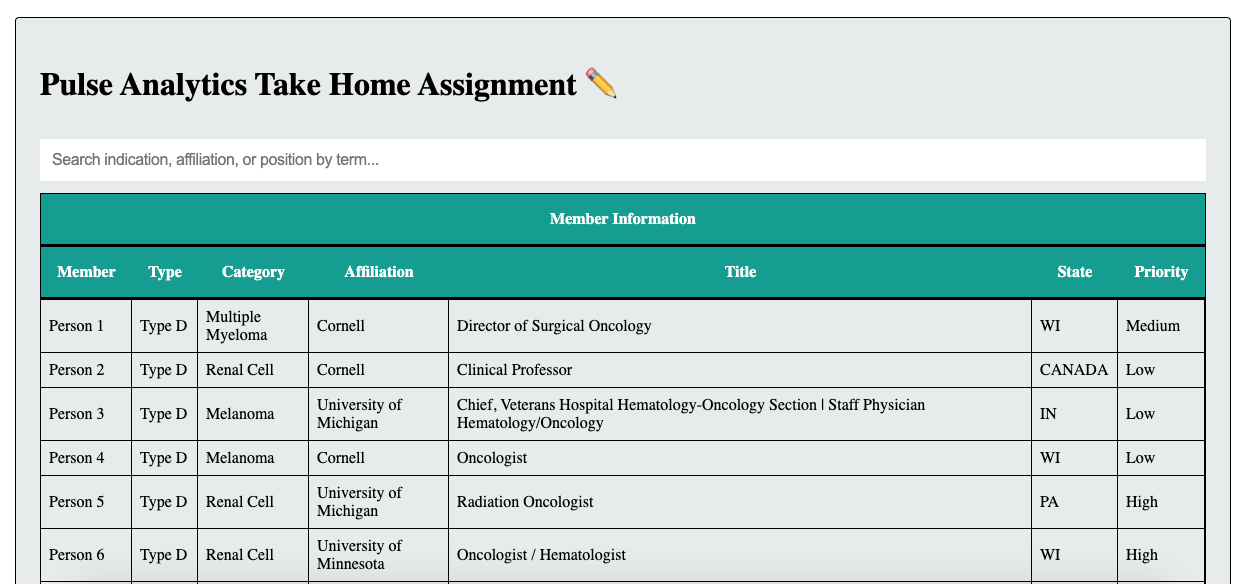 Pulse Analytics Take Home Assignment ✏️
Search indication, affiliation, or position by term...
Member Information
Member Type Category Affiliation Title State Priority
Person 1 Type D Multiple Myeloma Cornell Director of Surgical Oncology WI Medium
Person 2 Type D Renal Cell Cornell Clinical Professor CANADA Low
Person 3 Type D Melanoma University of Michigan Chief, Veterans Hospital Hematology-Oncology Section | Staff Physician Hematology/Oncology IN Low
Person 4 Type D Melanoma Cornell Oncologist WI Low
Person 5 Type D Renal Cell University of Michigan Radiation Oncologist PA High
Person 6 Type D Renal Cell University of Minnesota Oncologist / Hematologist WI High